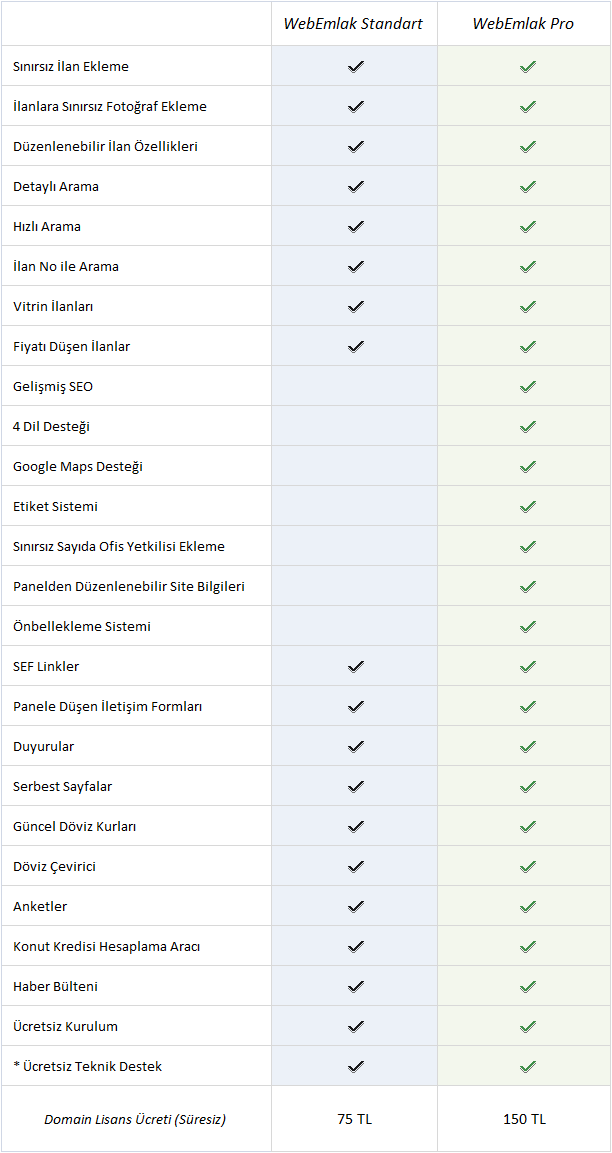 WebEmlak Standart WebEmlak Pro
Sınırsız İlan Ekleme ✓ ✓
İlanlara Sınırsız Fotoğraf Ekleme ✓ ✓
Düzenlenebilir İlan Özellikleri ✓ ✓
Detaylı Arama ✓ ✓
Hızlı Arama ✓ ✓
İlan No ile Arama ✓ ✓
Vitrin İlanları ✓ ✓
Fiyatı Düşen İlanlar ✓ ✓
Gelişmiş SEO ✓
4 Dil Desteği ✓
Google Maps Desteği ✓
Etiket Sistemi ✓
Sınırsız Sayıda Ofis Yetkilisi Ekleme ✓
Panelden Düzenlenebilir Site Bilgileri ✓
Önbellekleme Sistemi ✓
SEF Linkler ✓ ✓
Panele Düşen İletişim Formları ✓ ✓
Duyurular ✓ ✓
Serbest Sayfalar ✓ ✓
Güncel Döviz Kurları ✓ ✓
Döviz Çevirici ✓ ✓
Anketler ✓ ✓
Konut Kredisi Hesaplama Aracı ✓ ✓
Haber Bülteni ✓ ✓
Ücretsiz Kurulum ✓ ✓
* Ücretsiz Teknik Destek ✓ ✓
Domain Lisans Ücreti (Süresiz) 75 TL 150 TL